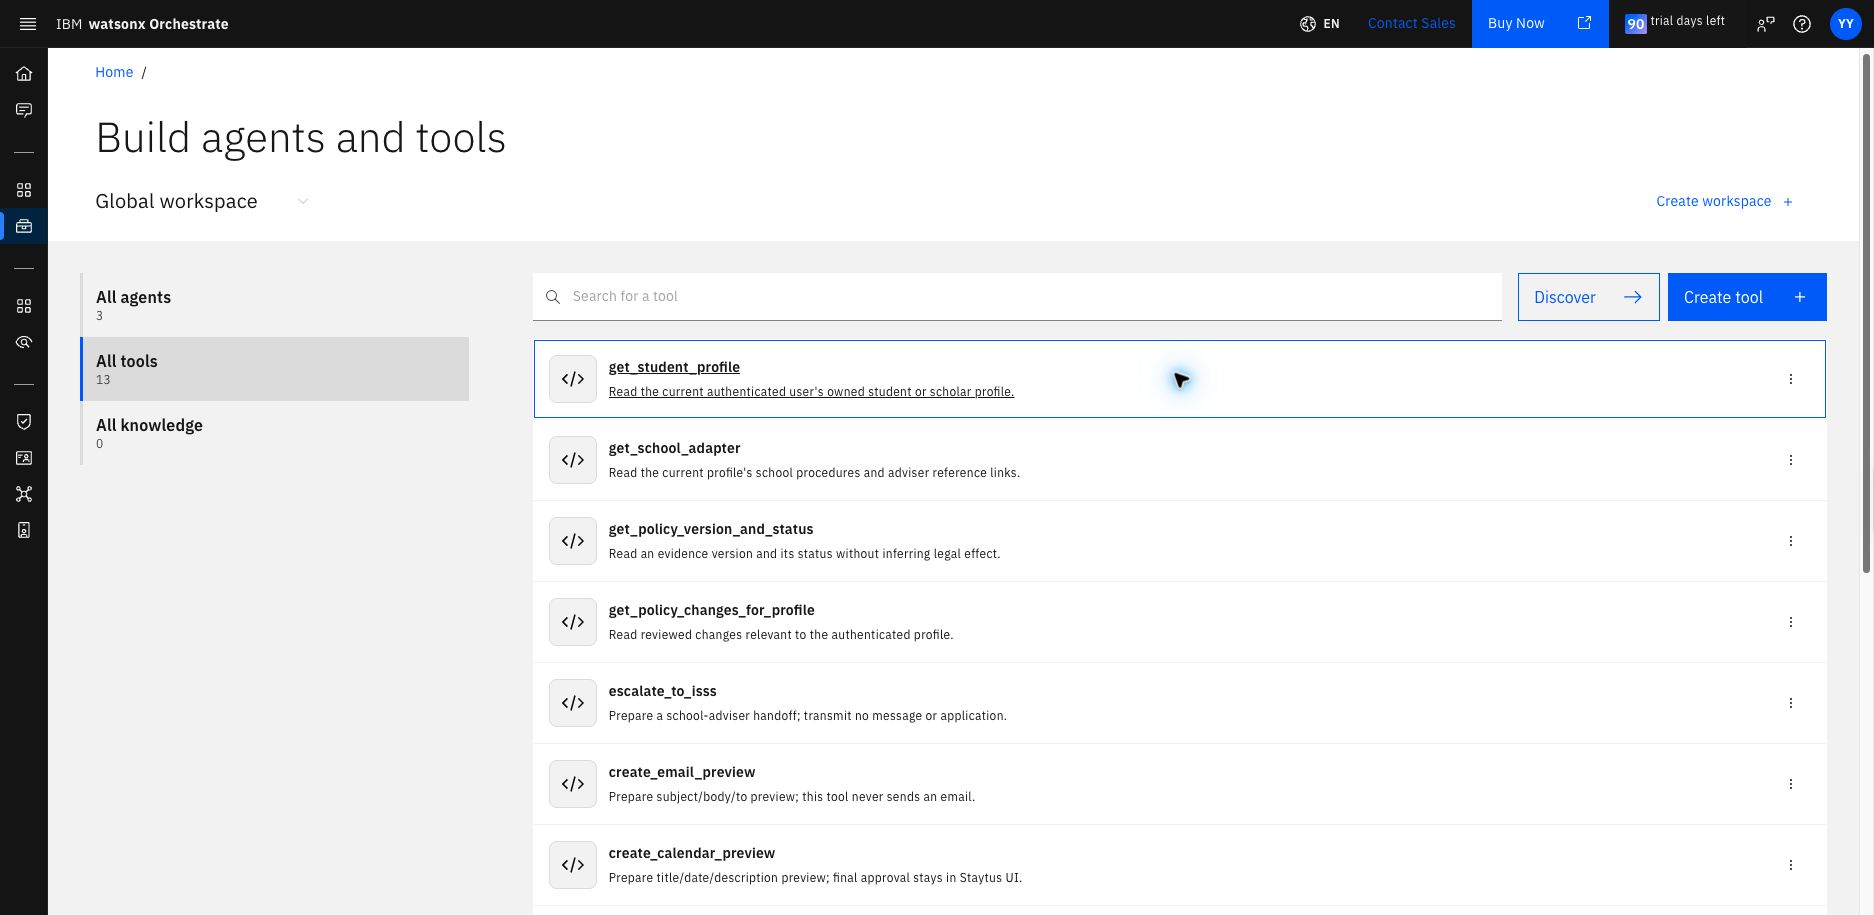 IBM watsonx Orchestrate
EN
Contact Sales
Buy Now
90 trial days left
YY
Home /
Build agents and tools
Global workspace
Create workspace +
All agents
3
All tools
13
All knowledge
0
Search for a tool
Discover
Create tool +
get_student_profile
Read the current authenticated user's owned student or scholar profile.
get_school_adapter
Read the current profile's school procedures and adviser reference links.
get_policy_version_and_status
Read an evidence version and its status without inferring legal effect.
get_policy_changes_for_profile
Read reviewed changes relevant to the authenticated profile.
escalate_to_isss
Prepare a school-adviser handoff; transmit no message or application.
create_email_preview
Prepare subject/body/to preview; this tool never sends an email.
create_calendar_preview
Prepare title/date/description preview; final approval stays in Staytus UI.